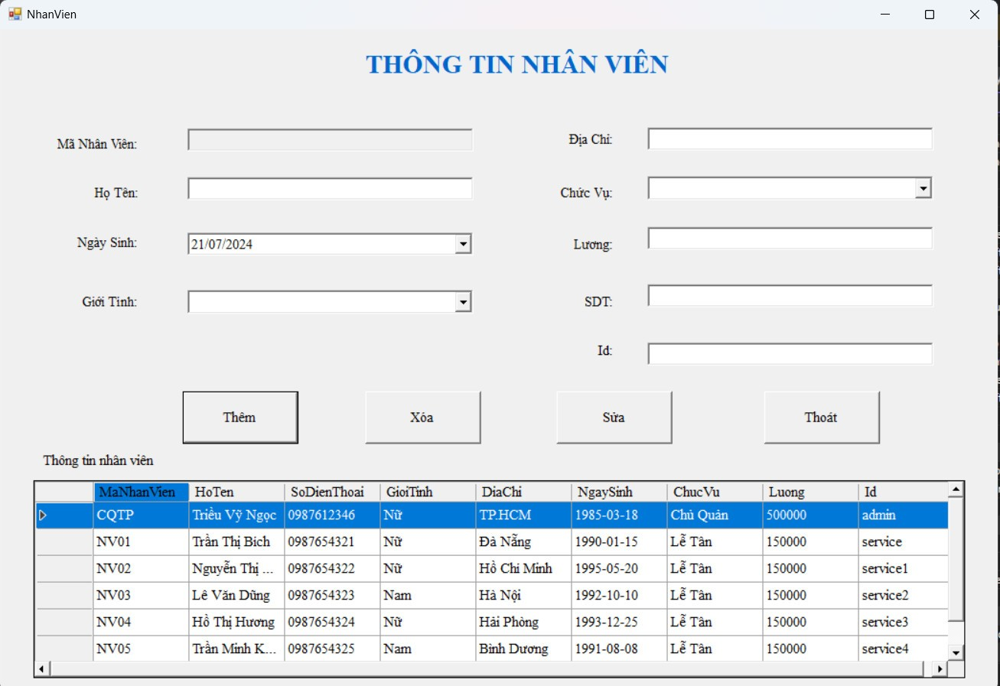 NhanVien
THÔNG TIN NHÂN VIÊN
Mã Nhân Viên:
Địa Chỉ:
Họ Tên:
Chức Vụ:
Ngày Sinh: 21/07/2024
Lương:
Giới Tính:
SDT:
Id:
Thêm Xóa Sửa Thoát
Thông tin nhân viên
MaNhanVien HoTen SoDienThoai GioiTinh DiaChi NgaySinh ChucVu Luong Id
CQTP Triều Vỹ Ngọc 0987612346 Nữ TP.HCM 1985-03-18 Chủ Quản 500000 admin
NV01 Trần Thị Bích 0987654321 Nữ Đà Nẵng 1990-01-15 Lễ Tân 150000 service
NV02 Nguyễn Thị ... 0987654322 Nữ Hồ Chí Minh 1995-05-20 Lễ Tân 150000 service1
NV03 Lê Văn Dũng 0987654323 Nam Hà Nội 1992-10-10 Lễ Tân 150000 service2
NV04 Hồ Thị Hương 0987654324 Nữ Hải Phòng 1993-12-25 Lễ Tân 150000 service3
NV05 Trần Minh K... 0987654325 Nam Bình Dương 1991-08-08 Lễ Tân 150000 service4